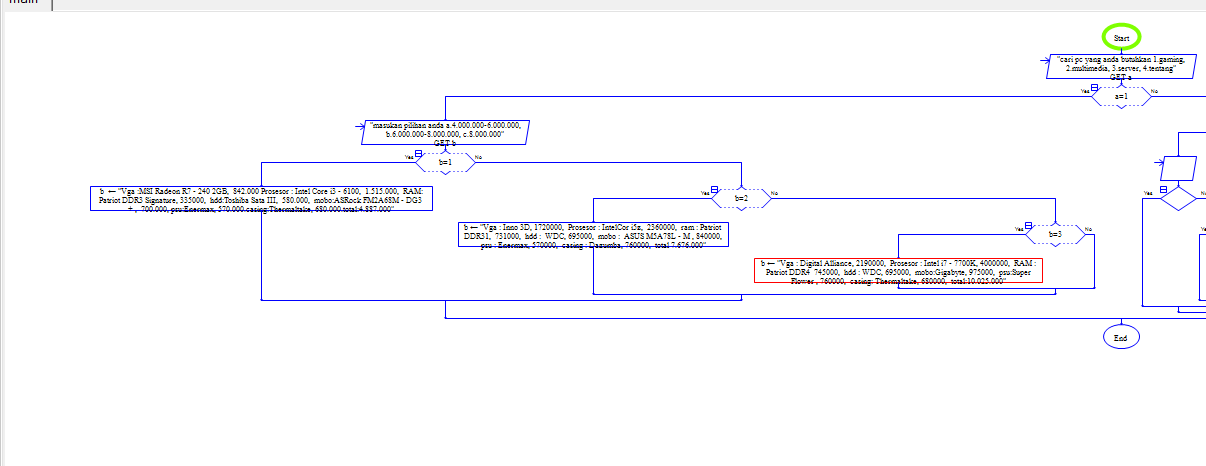 main
Start
"cari pc yang anda butuhkan 1.gaming,
2.multimedia, 3.server, 4.tentang"
GET a
Yes
a=1
No
"masukan pilihan anda a.4.000.000-6.000.000,
b.6.000.000-8.000.000, c.8.000.000"
GET b
Yes
b=1
No
b ← "Vga :MSI Radeon R7 - 240 2GB, 842.000 Prosesor : Intel Core i3 - 6100, 1.515.000, RAM:
Patriot DDR3 Signature, 335000, hdd:Toshiba Sata III, 580.000, mobo:ASRock FM2A68M - DG3
+ , 700.000, psu:Enermax, 570.000.casing:Thermaltake, 680.000.total:4.887.000"
Yes
b=2
No
b ← "Vga : Inno 3D, 1720000, Prosesor : IntelCor i5g, 2360000, ram : Patriot
DDR31, 731000, hdd : WDC, 695000, mobo : ASUS M5A78L - M , 840000,
psu : Enermax, 570000, casing : Dazumba, 760000, total:7.676.000"
Yes
b=3
No
b ← "Vga : Digital Alliance, 2190000, Prosesor : Intel i7 - 7700K, 4000000, RAM :
Patriot DDR4 745000, hdd : WDC, 695000, mobo:Gigabyte, 975000, psu:Super
Flower , 760000, casing: Thermaltake, 680000, total:10.025.000"
Yes
No
Yes
End